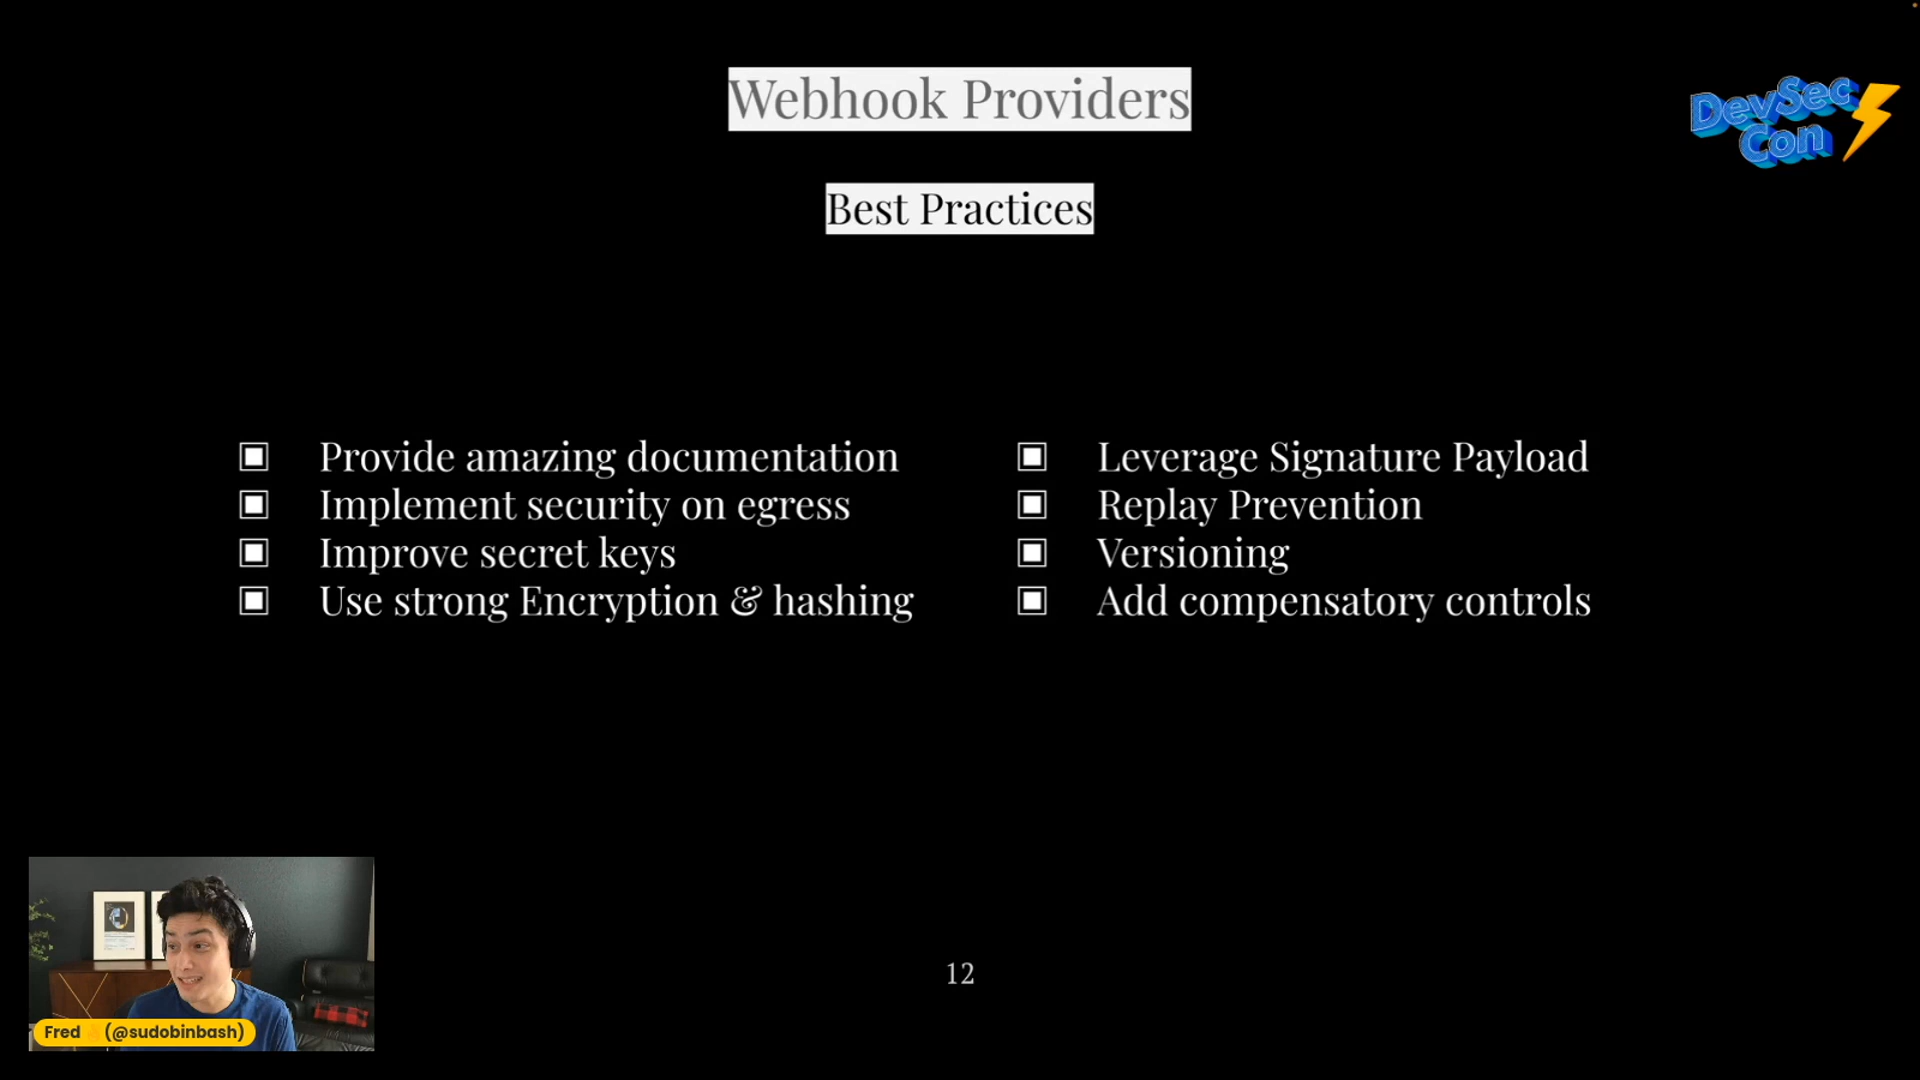 Webhook Providers
DevSec
Con
Best Practices
Provide amazing documentation
Implement security on egress
Improve secret keys
Use strong Encryption & hashing
Leverage Signature Payload
Replay Prevention
Versioning
Add compensatory controls
12
Fred (@sudobinbash)